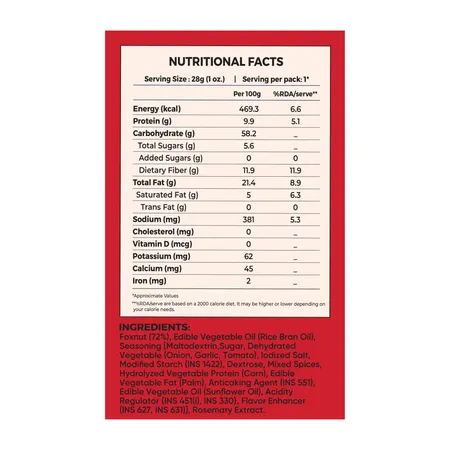 NUTRITIONAL FACTS
Serving Size : 28g (1 oz.) | Serving per pack: 1*
Per 100g %RDA/serve**
Energy (kcal) 469.3 6.6
Protein (g) 9.9 5.1
Carbohydrate (g) 58.2 _
Total Sugars (g) 5.6 _
Added Sugars (g) 0 0
Dietary Fiber (g) 11.9 11.9
Total Fat (g) 21.4 8.9
Saturated Fat (g) 5 6.3
Trans Fat (g) 0 0
Sodium (mg) 381 5.3
Cholesterol (mg) 0 _
Vitamin D (mcg) 0 _
Potassium (mg) 62 _
Calcium (mg) 45 _
Iron (mg) 2 _
*Approximate Values
**%RDA/serve are based on a 2000 calorie diet. It may be higher or lower depending on
your calorie needs.
INGREDIENTS:
Foxnut (72%), Edible Vegetable Oil (Rice Bran Oil),
Seasoning [Maltodextrin,Sugar, Dehydrated
Vegetable (Onion, Garlic, Tomato), Iodized Salt,
Modified Starch (INS 1422), Dextrose, Mixed Spices,
Hydrolyzed Vegetable Protein (Corn), Edible
Vegetable Fat (Palm), Anticaking Agent (INS 551),
Edible Vegetable Oil (Sunflower Oil), Acidity
Regulator (INS 451(i), INS 330), Flavor Enhancer
(INS 627, INS 631)], Rosemary Extract.